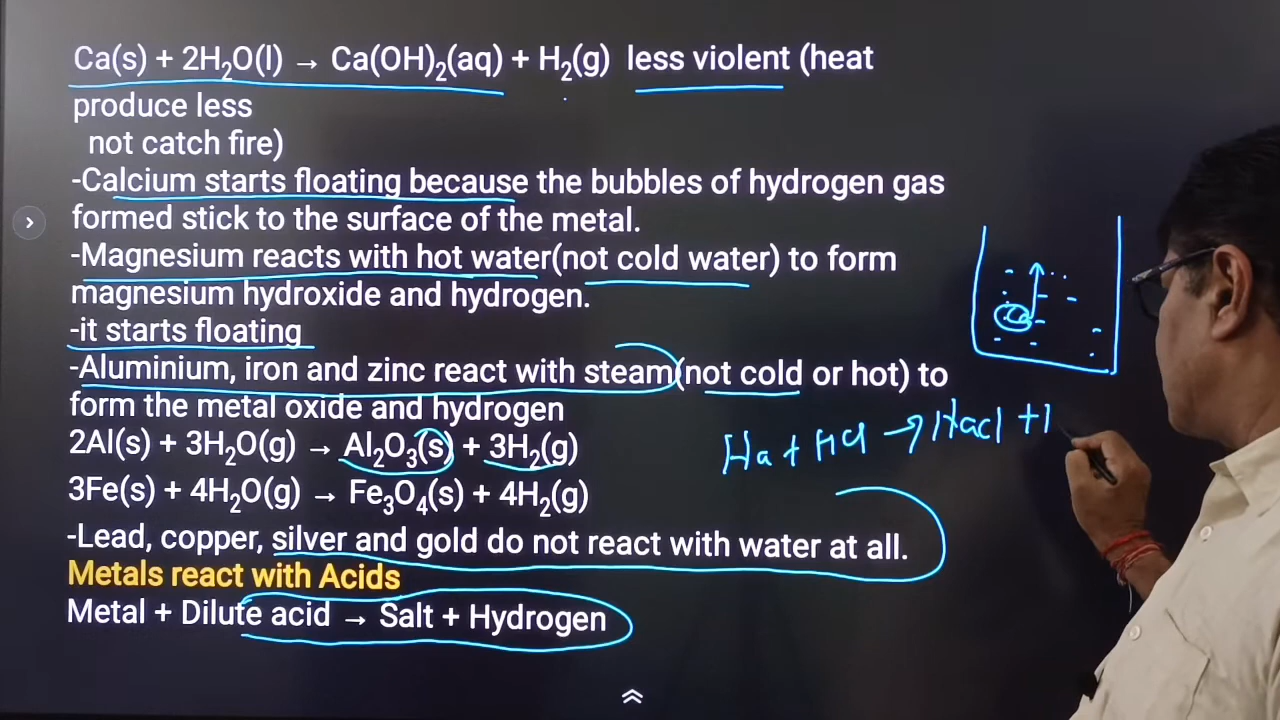 Ca(s) + 2H₂O(l) → Ca(OH)₂(aq) + H₂(g) less violent (heat
produce less
not catch fire)
-Calcium starts floating because the bubbles of hydrogen gas
formed stick to the surface of the metal.
-Magnesium reacts with hot water(not cold water) to form
magnesium hydroxide and hydrogen.
-it starts floating
-Aluminium, iron and zinc react with steam(not cold or hot) to
form the metal oxide and hydrogen
2Al(s) + 3H₂O(g) → Al₂O₃(s) + 3H₂(g)
3Fe(s) + 4H₂O(g) → Fe₃O₄(s) + 4H₂(g)
-Lead, copper, silver and gold do not react with water at all.
Metals react with Acids
Metal + Dilute acid → Salt + Hydrogen
Ca
Na + HCl → NaCl +